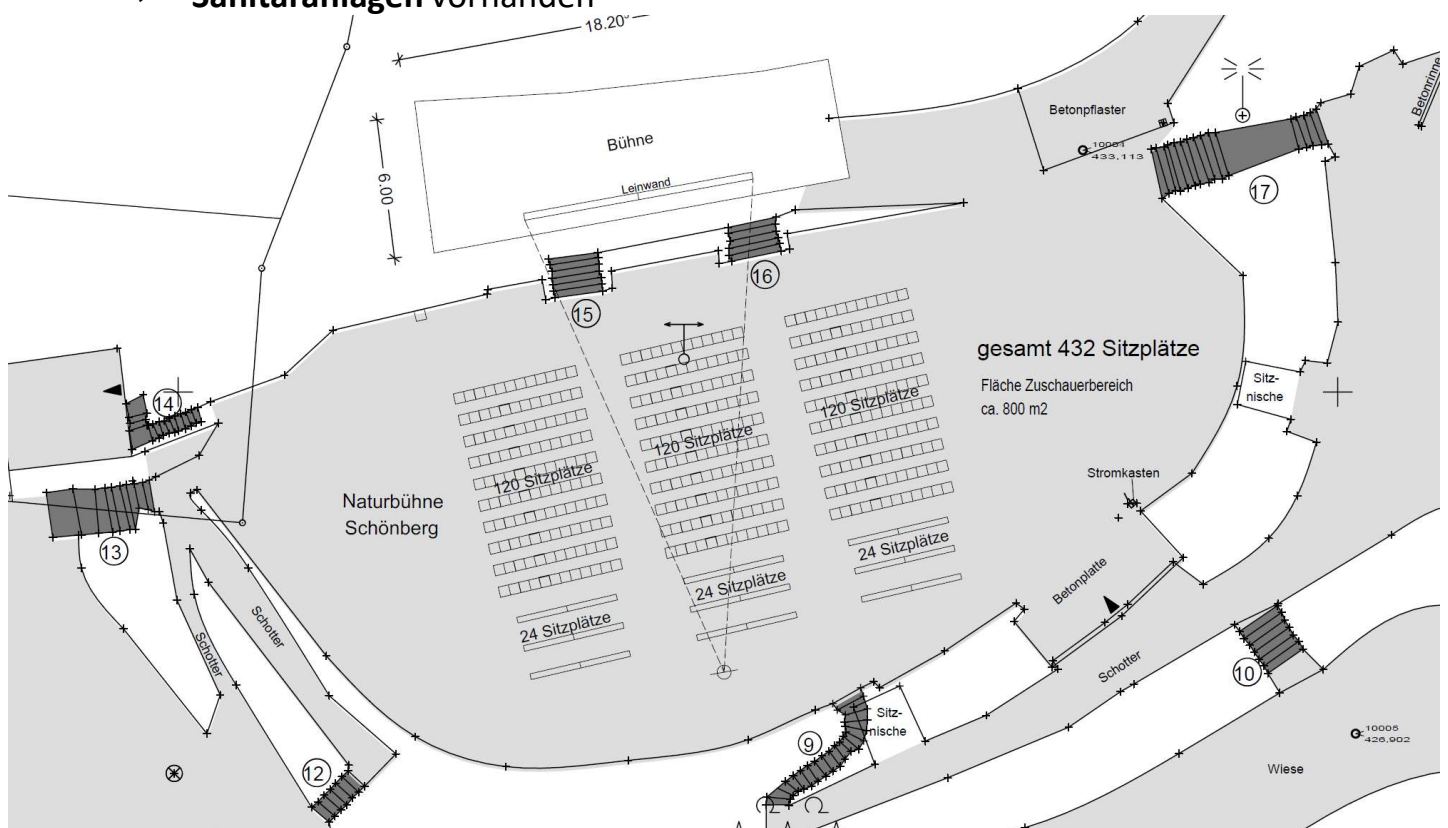 Sanitäranlagen vorhanden
18.20⁵
6.00
Bühne
Leinwand
Betonpflaster
10004
433,113
Betonrinne
17
16
15
gesamt 432 Sitzplätze
Fläche Zuschauerbereich
ca. 800 m2
Sitz-
nische
14
120 Sitzplätze
120 Sitzplätze
120 Sitzplätze
Stromkasten
Naturbühne
Schönberg
13
24 Sitzplätze
24 Sitzplätze
24 Sitzplätze
Betonplatte
Schotter
Schotter
Schotter
10
Sitz-
nische
9
12
10005
426,902
Wiese